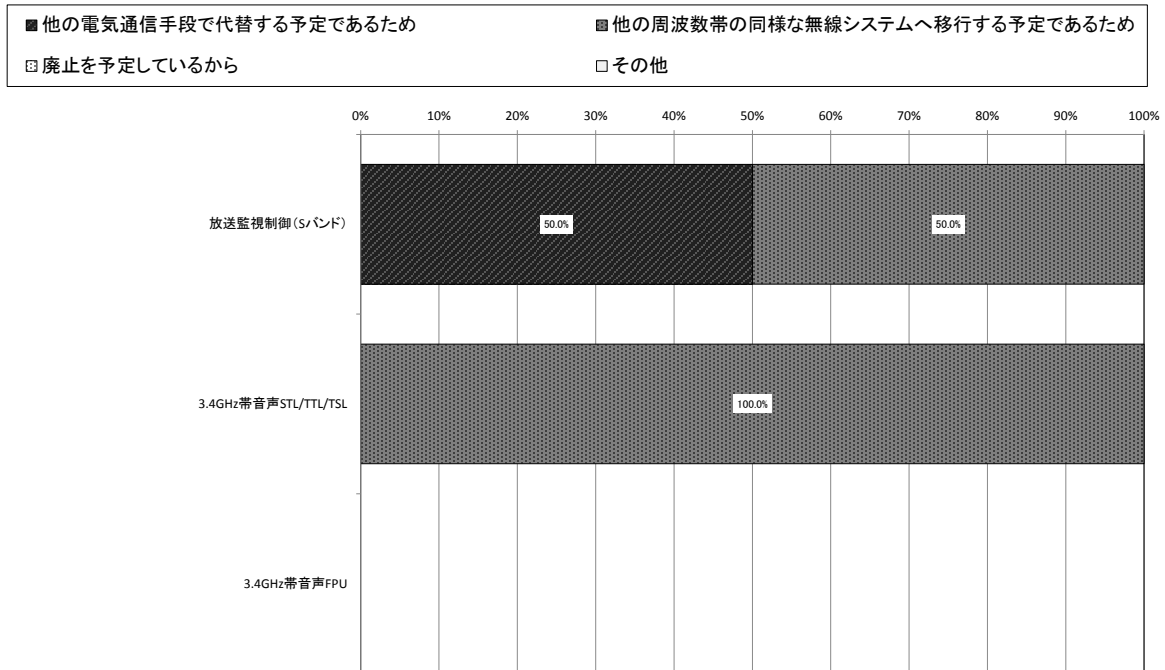 他の電気通信手段で代替する予定であるため 他の周波数帯の同様な無線システムへ移行する予定であるため
廃止を予定しているから その他
0% 10% 20% 30% 40% 50% 60% 70% 80% 90% 100%
放送監視制御(Sバンド) 50.0% 50.0%
3.4GHz帯音声STL/TTL/TSL 100.0%
3.4GHz帯音声FPU